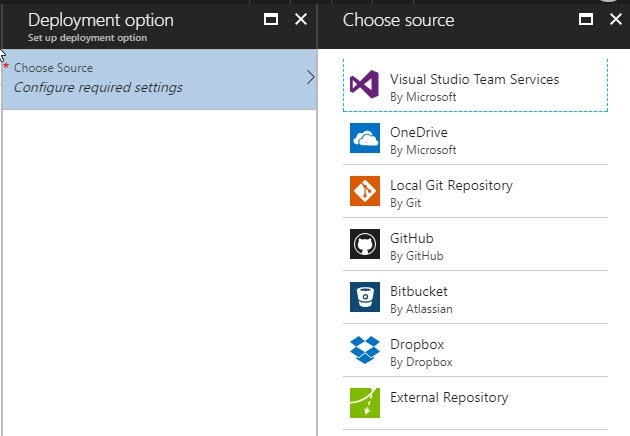 Deployment option
Set up deployment option
* Choose Source
Configure required settings
Choose source
Visual Studio Team Services
By Microsoft
OneDrive
By Microsoft
Local Git Repository
By Git
GitHub
By GitHub
Bitbucket
By Atlassian
Dropbox
By Dropbox
External Repository